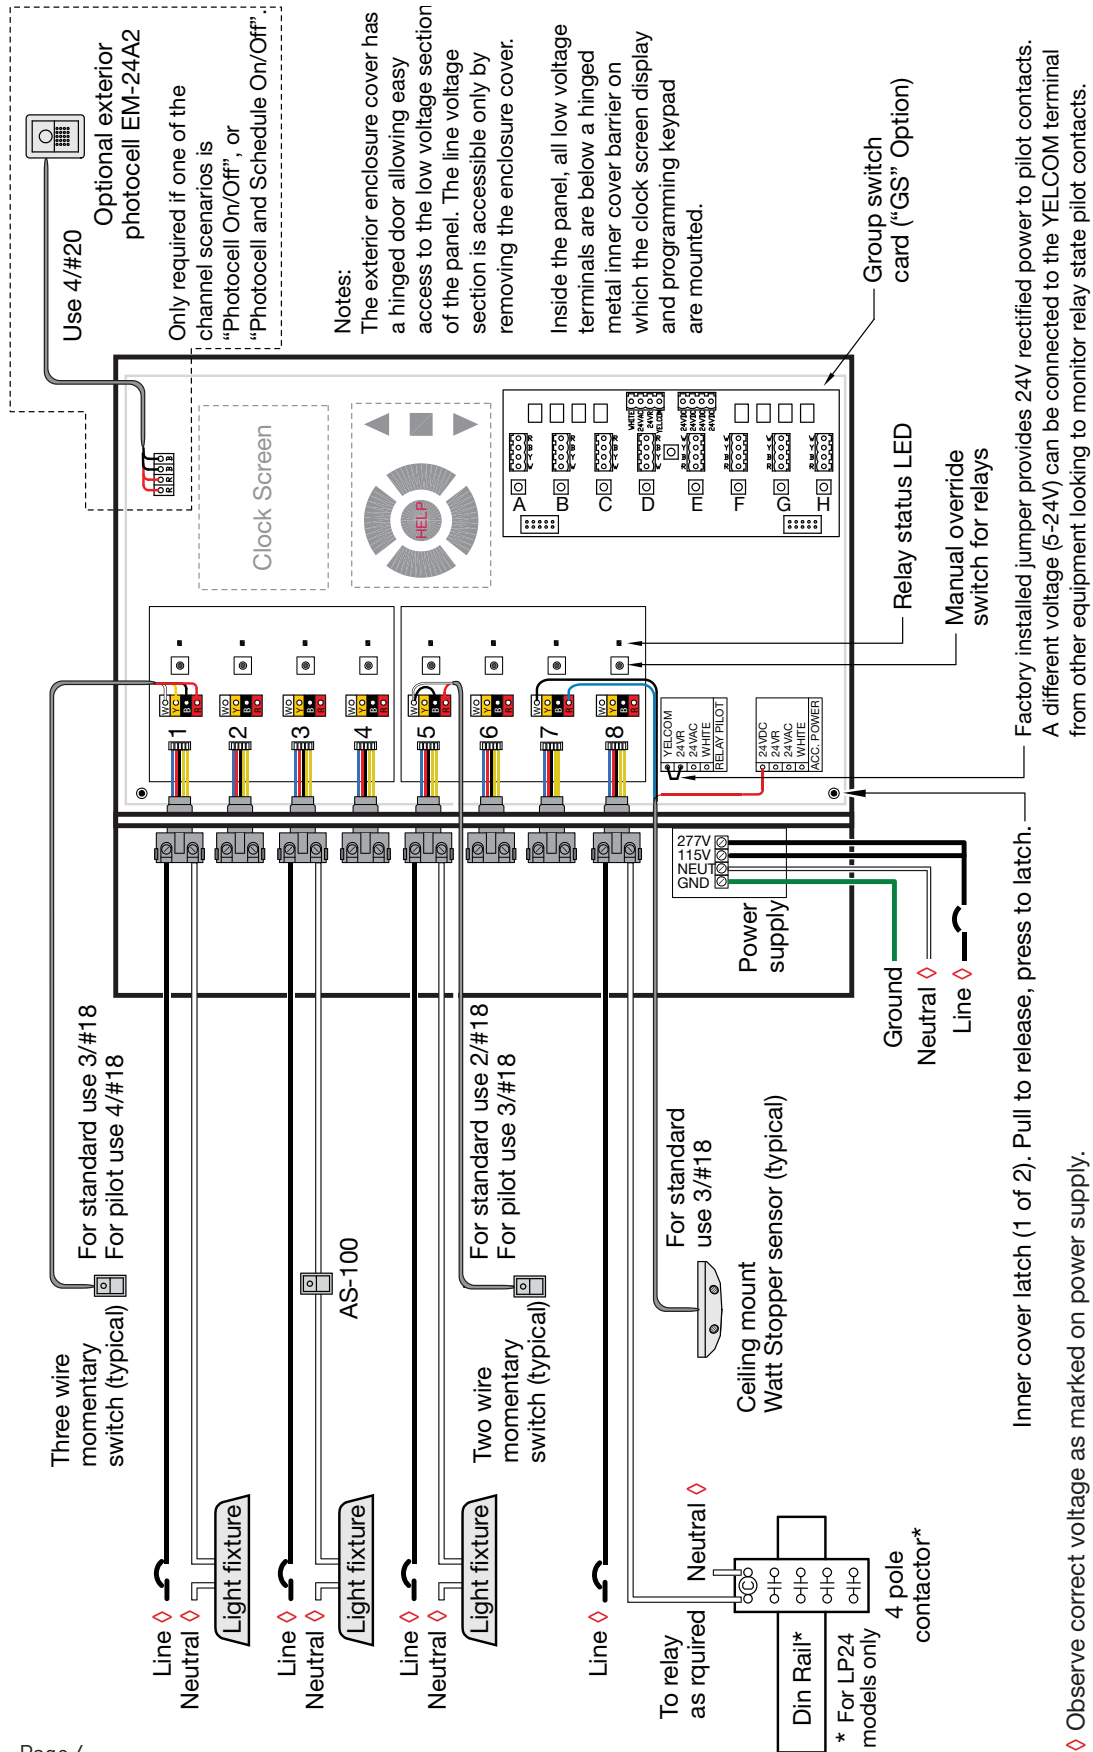 Optional exterior
photocell EM-24A2
Use 4/#20
Only required if one of the
channel scenarios is
“Photocell On/Off”, or
“Photocell and Schedule On/Off”.
Notes:
The exterior enclosure cover has
a hinged door allowing easy
access to the low voltage section
of the panel. The line voltage
section is accessible only by
removing the enclosure cover.
Inside the panel, all low voltage
terminals are below a hinged
metal inner cover barrier on
which the clock screen display
and programming keypad
are mounted.
Group switch
card (“GS” Option)
R R B B
Clock Screen
HELP
A
B
C
D
E
F
G
H
R B Y W
R B Y W
R B Y W
R B Y W
W Y B R
W Y B R
W Y B R
W Y B R
WHITE
24VAC
24VR
YELCOM
24VDC
24VDC
24VDC
24VDC
Relay status LED
Manual override
switch for relays
1
2
3
4
5
6
7
8
W Y B R
W Y B R
W Y B R
W Y B R
W Y B R
W Y B R
W Y B R
W Y B R
YELCOM
24VR
24VAC
WHITE
RELAY PILOT
24VDC
24VR
24VAC
WHITE
ACC. POWER
Factory installed jumper provides 24V rectified power to pilot contacts.
A different voltage (5-24V) can be connected to the YELCOM terminal
from other equipment looking to monitor relay state pilot contacts.
277V
115V
NEUT
GND
Power
supply
Ground
Neutral ◊
Line ◊
Inner cover latch (1 of 2). Pull to release, press to latch.
Three wire
momentary
switch (typical)
For standard use 3/#18
For pilot use 4/#18
AS-100
Two wire
momentary
switch (typical)
For standard use 2/#18
For pilot use 3/#18
For standard
use 3/#18
Ceiling mount
Watt Stopper sensor (typical)
Line ◊
Neutral ◊
Light fixture
Line ◊
Neutral ◊
Light fixture
Line ◊
Neutral ◊
Light fixture
Line ◊
To relay
as rquired
Neutral ◊
C
Din Rail*
4 pole
contactor*
* For LP24
models only
◊ Observe correct voltage as marked on power supply.